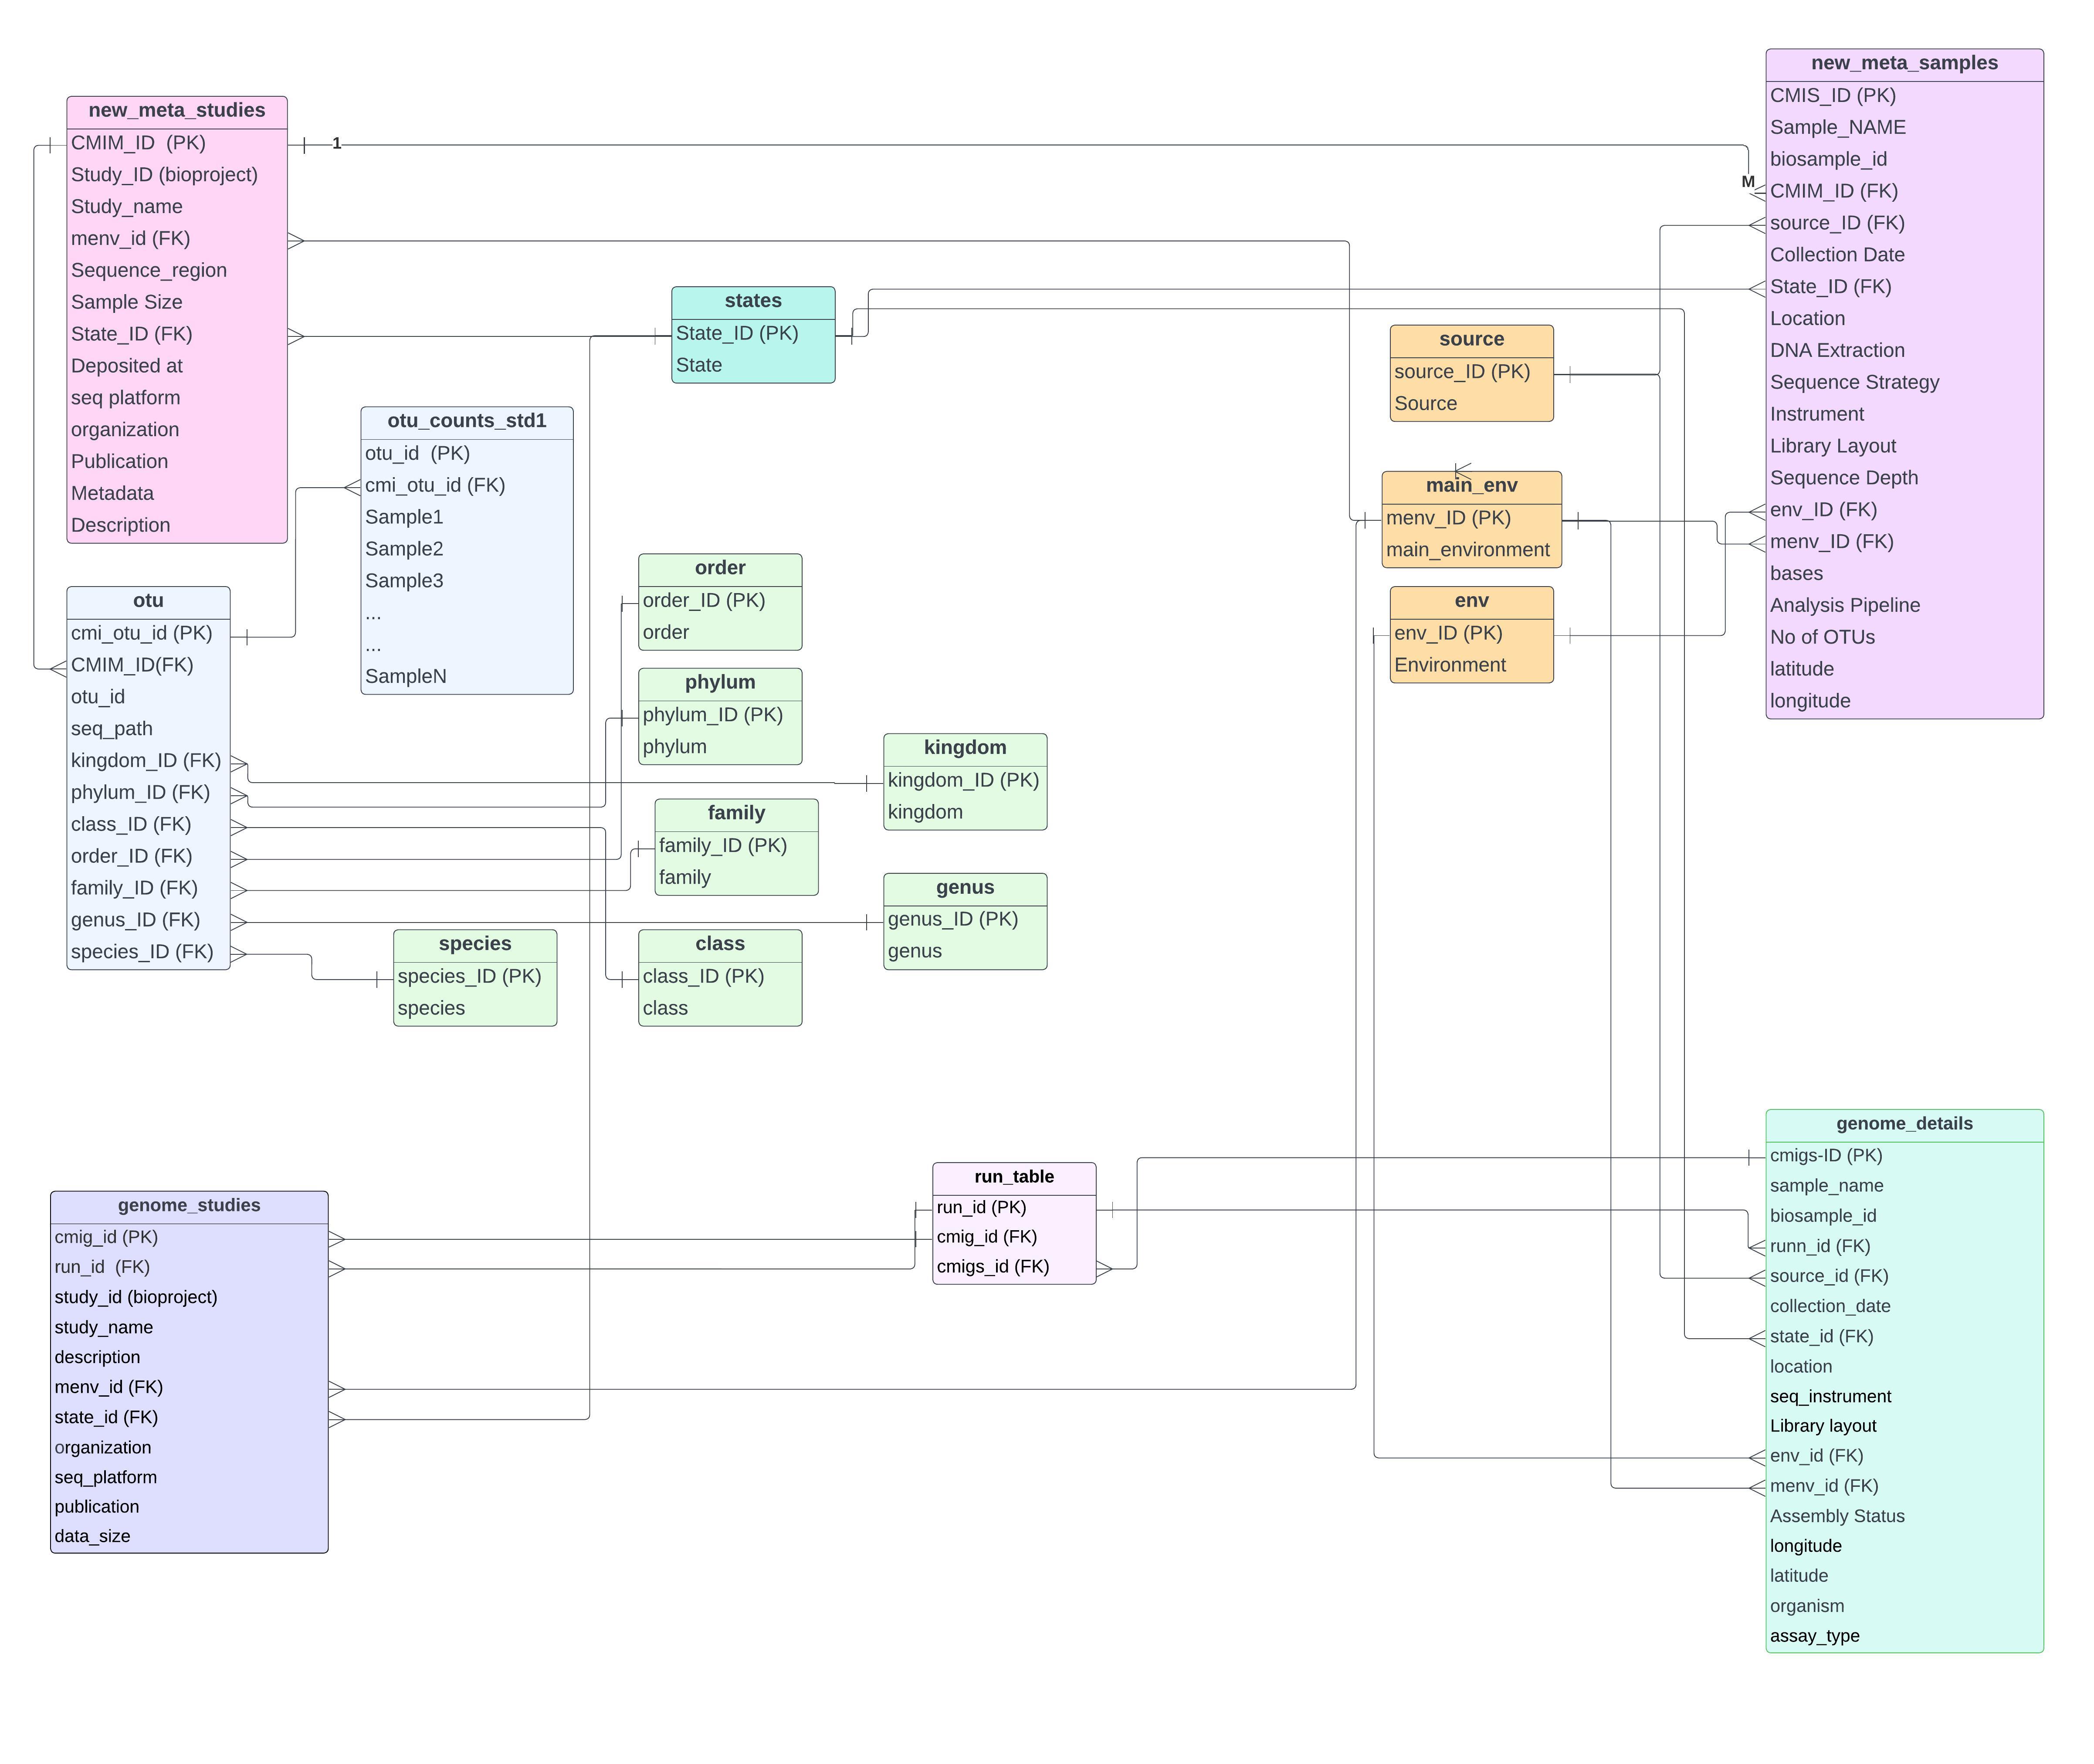 new_meta_studies
CMIM_ID  (PK)
Study_ID (bioproject)
Study_name
menv_id (FK)
Sequence_region
Sample Size
State_ID (FK)
Deposited at
seq platform
organization
Publication
Metadata
Description
1
M
new_meta_samples
CMIS_ID (PK)
Sample_NAME
biosample_id
CMIM_ID (FK)
source_ID (FK)
Collection Date
State_ID (FK)
Location
DNA Extraction
Sequence Strategy
Instrument
Library Layout
Sequence Depth
env_ID (FK)
menv_ID (FK)
bases
Analysis Pipeline
No of OTUs
latitude
longitude
states
State_ID (PK)
State
source
source_ID (PK)
Source
otu_counts_std1
otu_id  (PK)
cmi_otu_id (FK)
Sample1
Sample2
Sample3
...
...
SampleN
main_env
menv_ID (PK)
main_environment
env
env_ID (PK)
Environment
otu
cmi_otu_id (PK)
CMIM_ID(FK)
otu_id
seq_path
kingdom_ID (FK)
phylum_ID (FK)
class_ID (FK)
order_ID (FK)
family_ID (FK)
genus_ID (FK)
species_ID (FK)
order
order_ID (PK)
order
phylum
phylum_ID (PK)
phylum
kingdom
kingdom_ID (PK)
kingdom
family
family_ID (PK)
family
genus
genus_ID (PK)
genus
species
species_ID (PK)
species
class
class_ID (PK)
class
genome_studies
cmig_id (PK)
run_id  (FK)
study_id (bioproject)
study_name
description
menv_id (FK)
state_id (FK)
organization
seq_platform
publication
data_size
run_table
run_id (PK)
cmig_id (FK)
cmigs_id (FK)
genome_details
cmigs-ID (PK)
sample_name
biosample_id
runn_id (FK)
source_id (FK)
collection_date
state_id (FK)
location
seq_instrument
Library layout
env_id (FK)
menv_id (FK)
Assembly Status
longitude
latitude
organism
assay_type